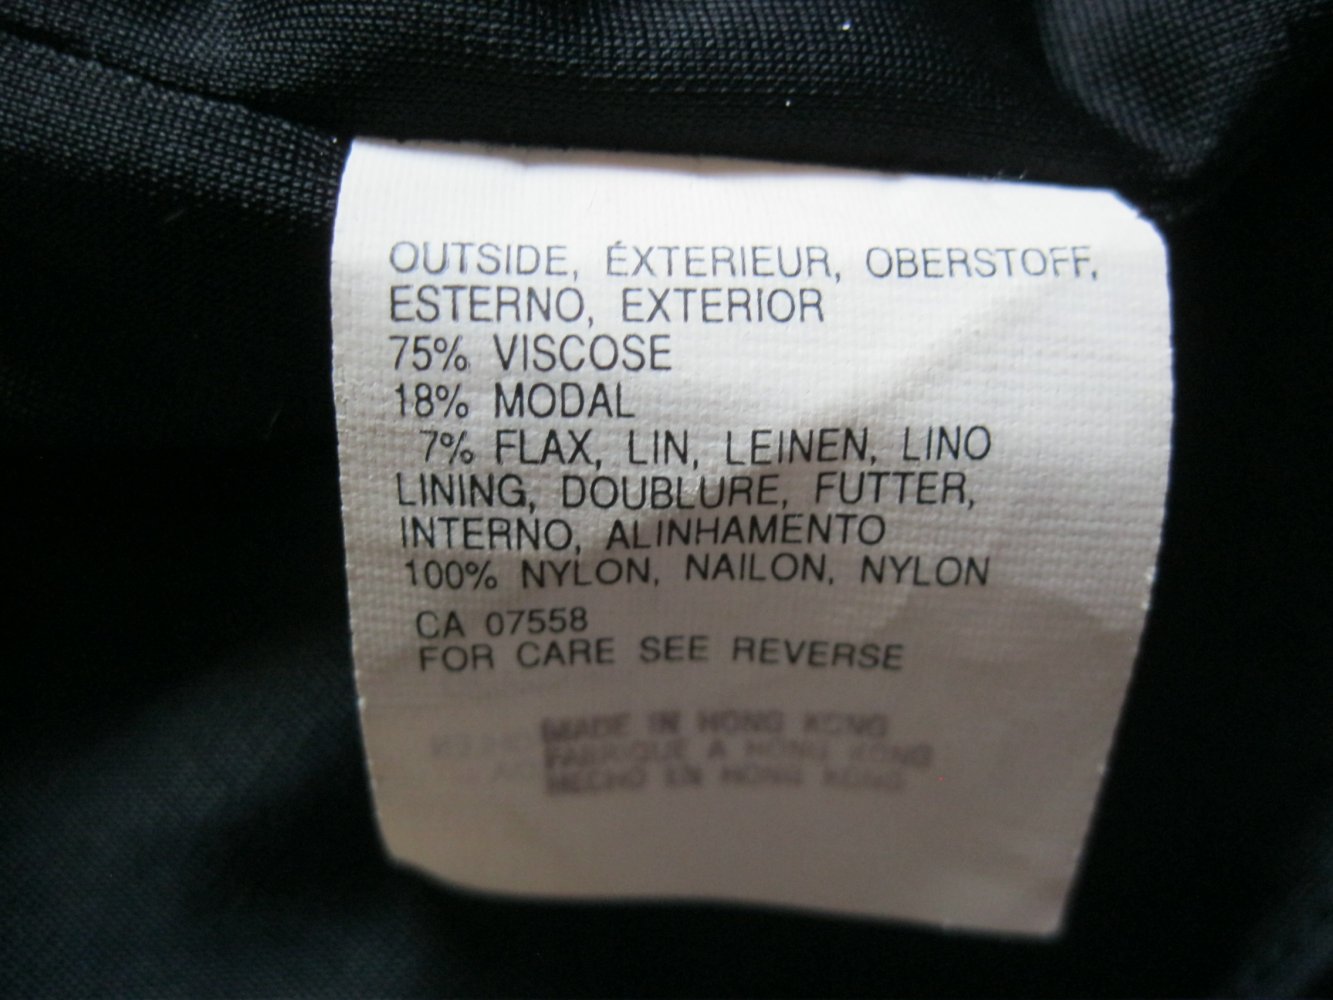 OUTSIDE, ÉXTERIEUR, OBERSTOFF,
ESTERNO, EXTERIOR
75% VISCOSE
18% MODAL
7% FLAX, LIN, LEINEN, LINO
LINING, DOUBLURE, FUTTER,
INTERNO, ALINHAMENTO
100% NYLON, NAILON, NYLON
CA 07558
FOR CARE SEE REVERSE
MADE IN HONG KONG
FABRIQUE A HONG KONG
HECHO EN HONG KONG